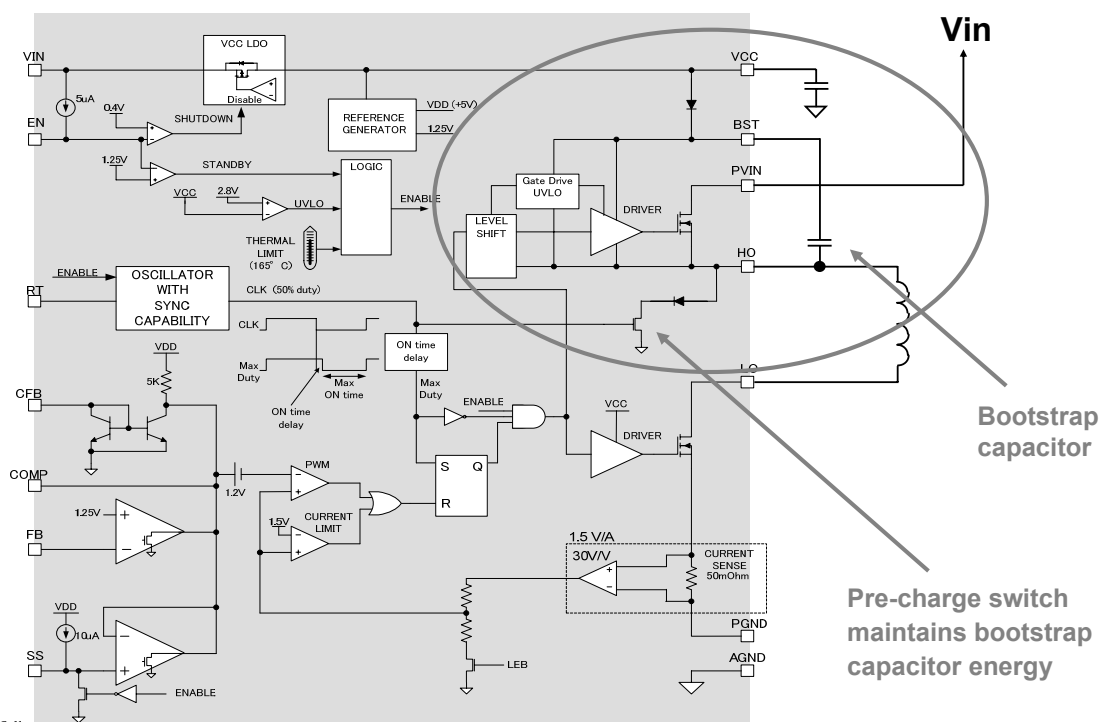 Vin
VCC LDO
VIN
VCC
Disable
5uA
0.4V
SHUTDOWN
EN
REFERENCE
GENERATOR
VDD (+5V)
1.25V
BST
1.25V
STANDBY
LOGIC
PVIN
Gate Drive
UVLO
VCC
2.8V
UVLO
ENABLE
DRIVER
LEVEL
SHIFT
THERMAL
LIMIT
(165° C)
HO
ENABLE
OSCILLATOR
WITH
SYNC
CAPABILITY
CLK (50% duty)
RT
CLK
ON time
delay
VDD
Max
Duty
Max
ON time
Max
Duty
LO
5K
ON time
delay
ENABLE
VCC
CFB
DRIVER
Bootstrap
capacitor
PWM
S
Q
R
COMP
1.2V
1.25V
1.5V
CURRENT
LIMIT
FB
1.5 V/A
30V/V
CURRENT
SENSE
50mOhm
VDD
10uA
Pre-charge switch
maintains bootstrap
capacitor energy
PGND
SS
LEB
AGND
ENABLE